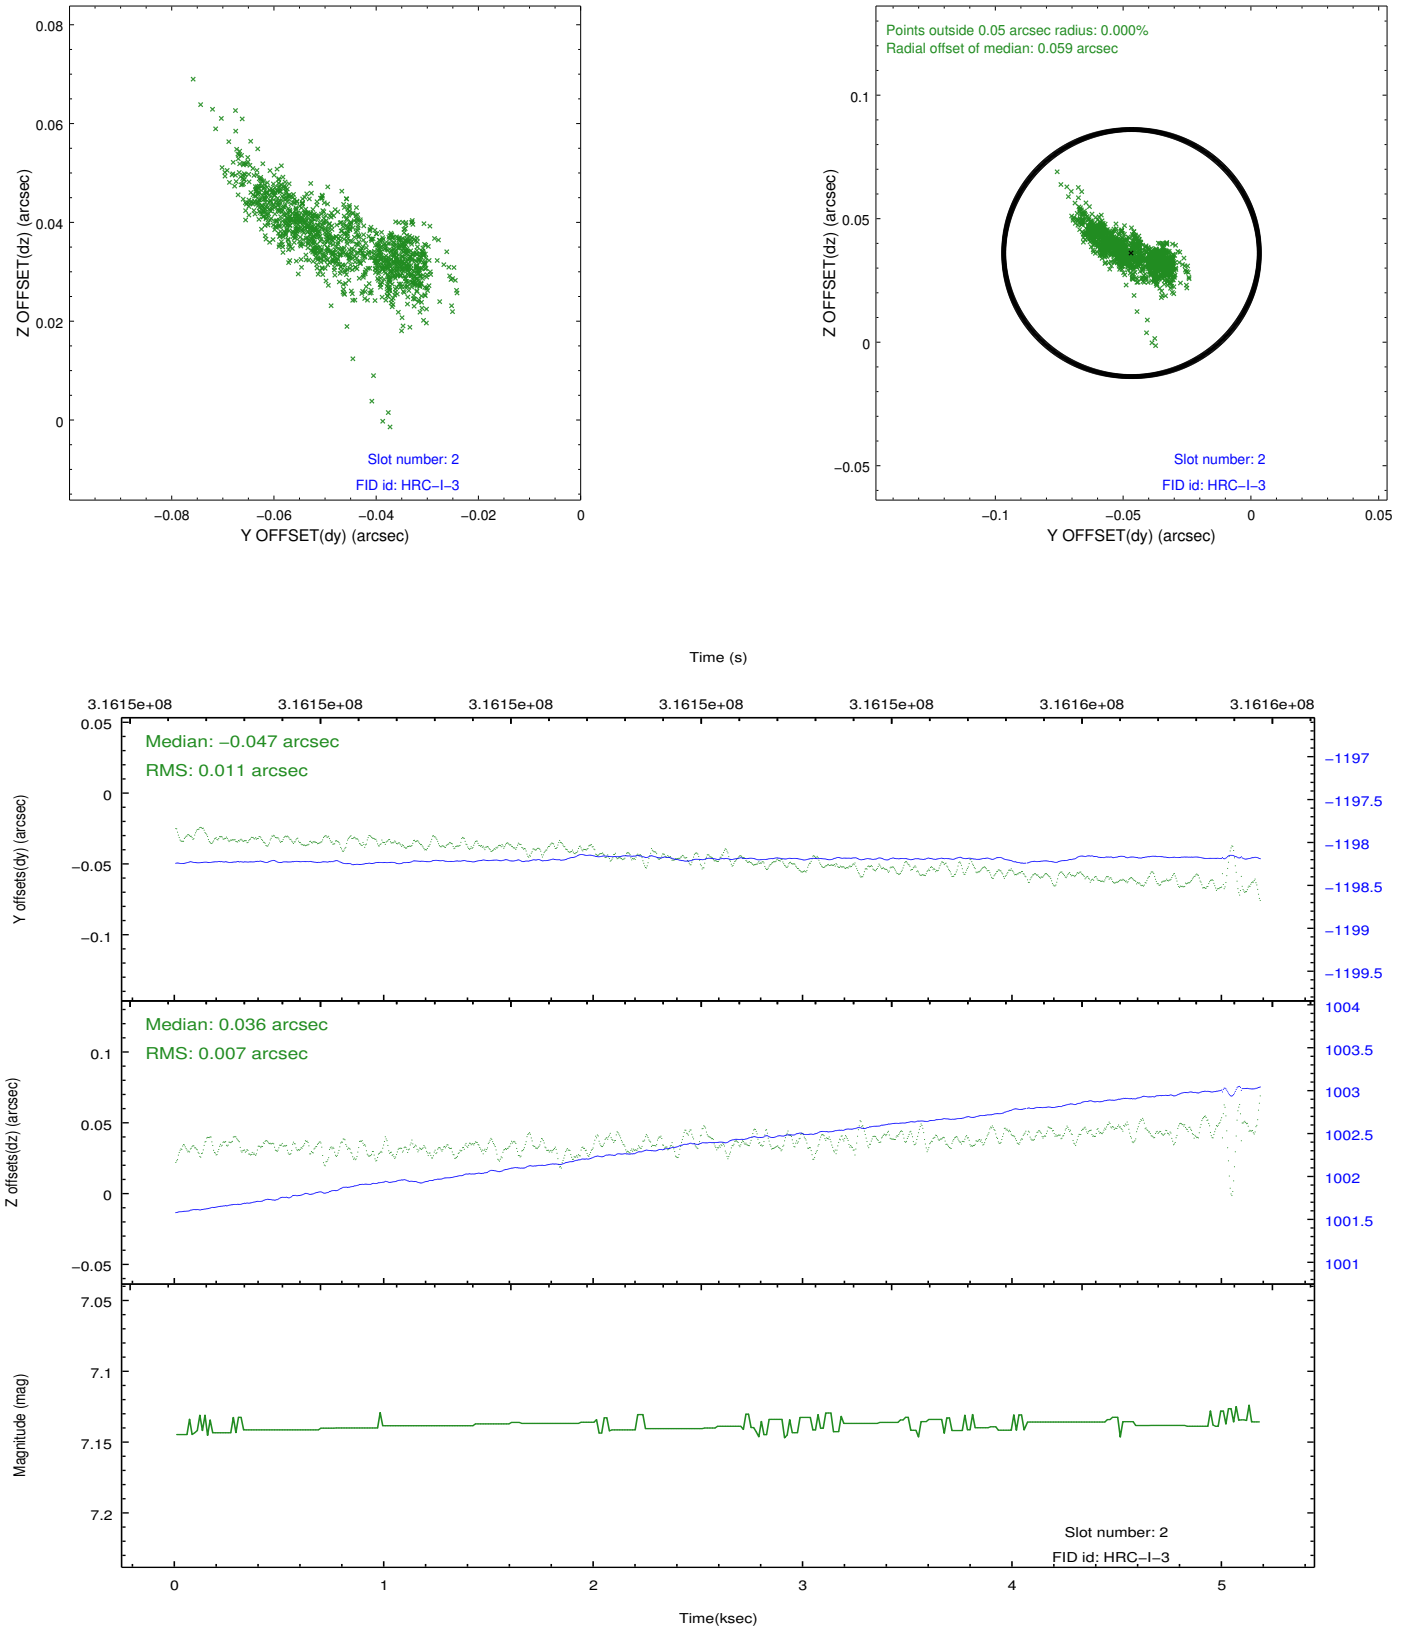 0.08
0.06
0.04
0.02
0
Z OFFSET(dz) (arcsec)
Slot number: 2
FID id: HRC−I−3
−0.08 −0.06 −0.04 −0.02 0
Y OFFSET(dy) (arcsec)
Points outside 0.05 arcsec radius: 0.000%
Radial offset of median: 0.059 arcsec
0.1
0.05
0
−0.05
Z OFFSET(dz) (arcsec)
Slot number: 2
FID id: HRC−I−3
−0.1 −0.05 0 0.05
Y OFFSET(dy) (arcsec)
Time (s)
3.1615e+08 3.1615e+08 3.1615e+08 3.1615e+08 3.1615e+08 3.1616e+08 3.1616e+08
Median: −0.047 arcsec
RMS: 0.011 arcsec
0.05
0
−0.05
−0.1
Y offsets(dy) (arcsec)
−1197
−1197.5
−1198
−1198.5
−1199
−1199.5
Median: 0.036 arcsec
RMS: 0.007 arcsec
0.1
0.05
0
−0.05
Z offsets(dz) (arcsec)
1004
1003.5
1003
1002.5
1002
1001.5
1001
7.05
7.1
7.15
7.2
Magnitude (mag)
Slot number: 2
FID id: HRC−I−3
0 1 2 3 4 5
Time(ksec)